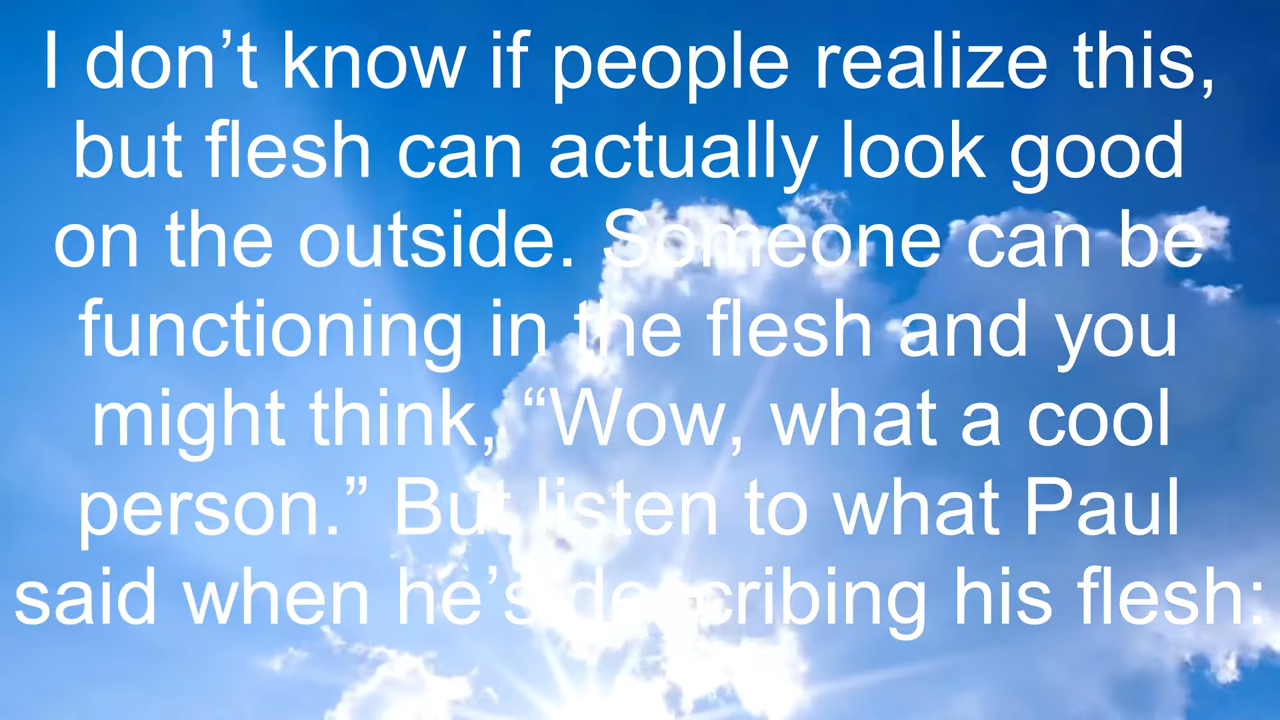 I don’t know if people realize this,
but flesh can actually look good
on the outside. Someone can be
functioning in the flesh and you
might think, “Wow, what a cool
person.” But listen to what Paul
said when he’s describing his flesh: